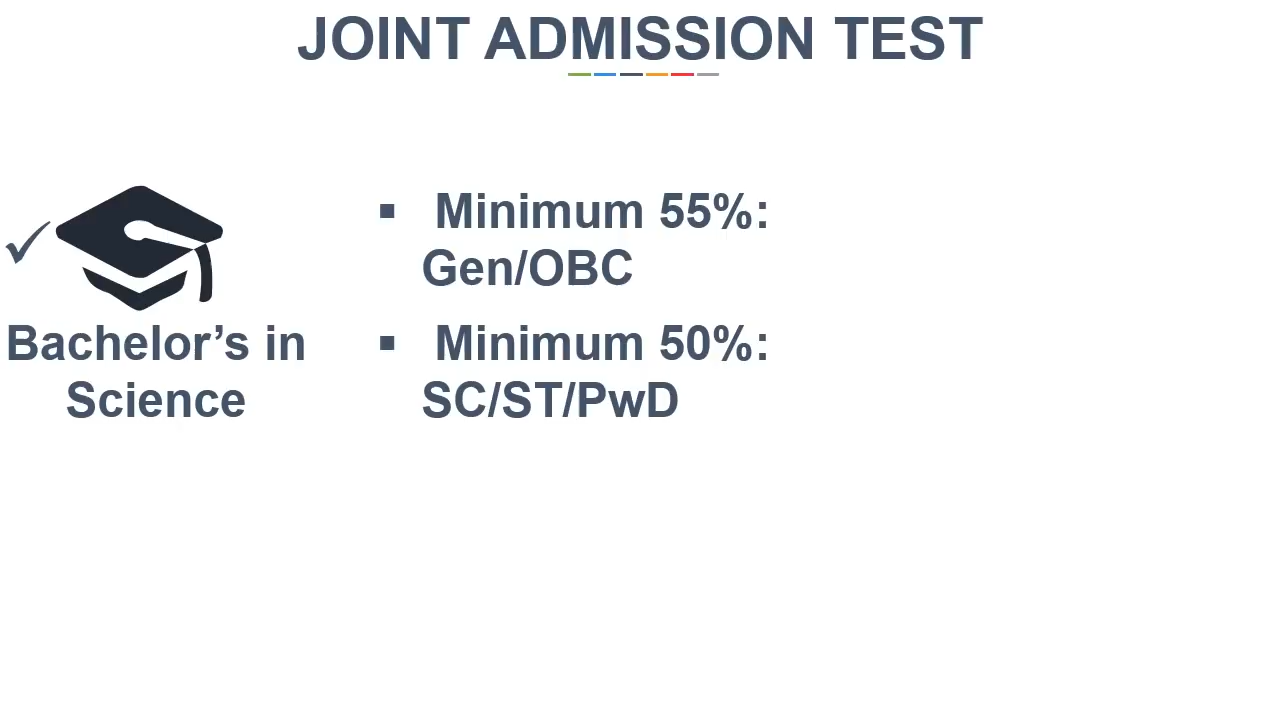 JOINT ADMISSION TEST
Bachelor’s in
Science
Minimum 55%:
Gen/OBC
Minimum 50%:
SC/ST/PwD